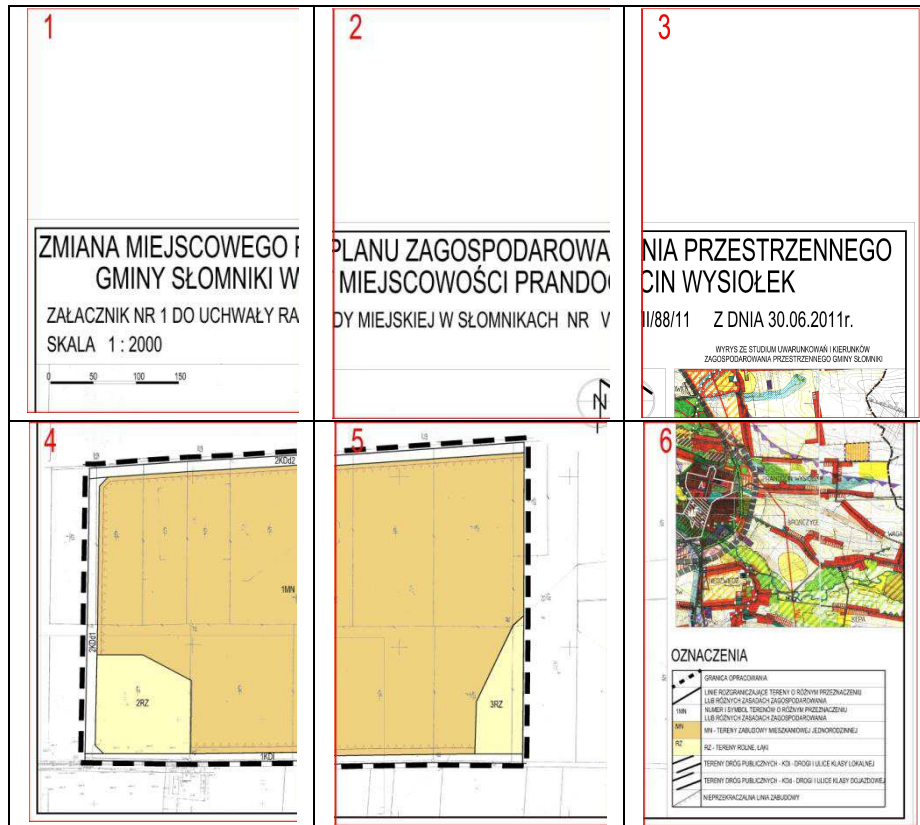 1
ZMIANA MIEJSCOWEGO P
GMINY SŁOMNIKI W
ZAŁACZNIK NR 1 DO UCHWAŁY RA
SKALA 1 : 2000
0 50 100 150
2
PLANU ZAGOSPODAROWA
MIEJSCOWOŚCI PRANDO
DY MIEJSKIEJ W SŁOMNIKACH NR V
N
3
NIA PRZESTRZENNEGO
CIN WYSIOŁEK
II/88/11 Z DNIA 30.06.2011r.
WYRYS ZE STUDIUM UWARUNKOWAŃ I KIERUNKÓW
ZAGOSPODAROWANIA PRZESTRZENNEGO GMINY SŁOMNIKI
4
2KDd2
1MN
2KDd1
2RZ
1KDl
5
3RZ
6
OZNACZENIA
GRANICA OPRACOWANIA
LINIE ROZGRANICZAJĄCE TERENY O RÓŻNYM PRZEZNACZENIU
LUB RÓŻNYCH ZASADACH ZAGOSPODAROWANIA
1MN
NUMER I SYMBOL TERENÓW O RÓŻNYM PRZEZNACZENIU
LUB RÓŻNYCH ZASADACH ZAGOSPODAROWANIA
MN
MN - TERENY ZABUDOWY MIESZKANIOWEJ JEDNORODZINNEJ
RZ
RZ - TERENY ROLNE, ŁĄKI
TERENY DRÓG PUBLICZNYCH - KDl - DROGI I ULICE KLASY LOKALNEJ
TERENY DRÓG PUBLICZNYCH - KDd - DROGI I ULICE KLASY DOJAZDOWEJ
NIEPRZEKRACZALNA LINIA ZABUDOWY